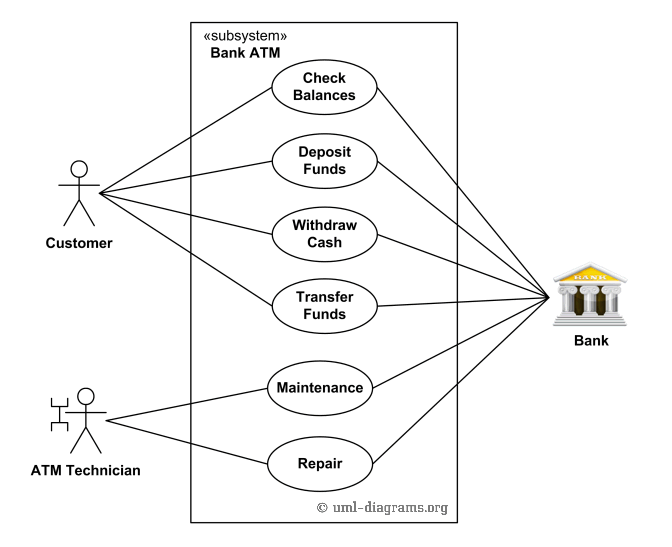 «subsystem»
Bank ATM
Check
Balances
Deposit
Funds
Withdraw
Cash
Transfer
Funds
Maintenance
Repair
Customer
ATM Technician
BANK
Bank
© uml-diagrams.org